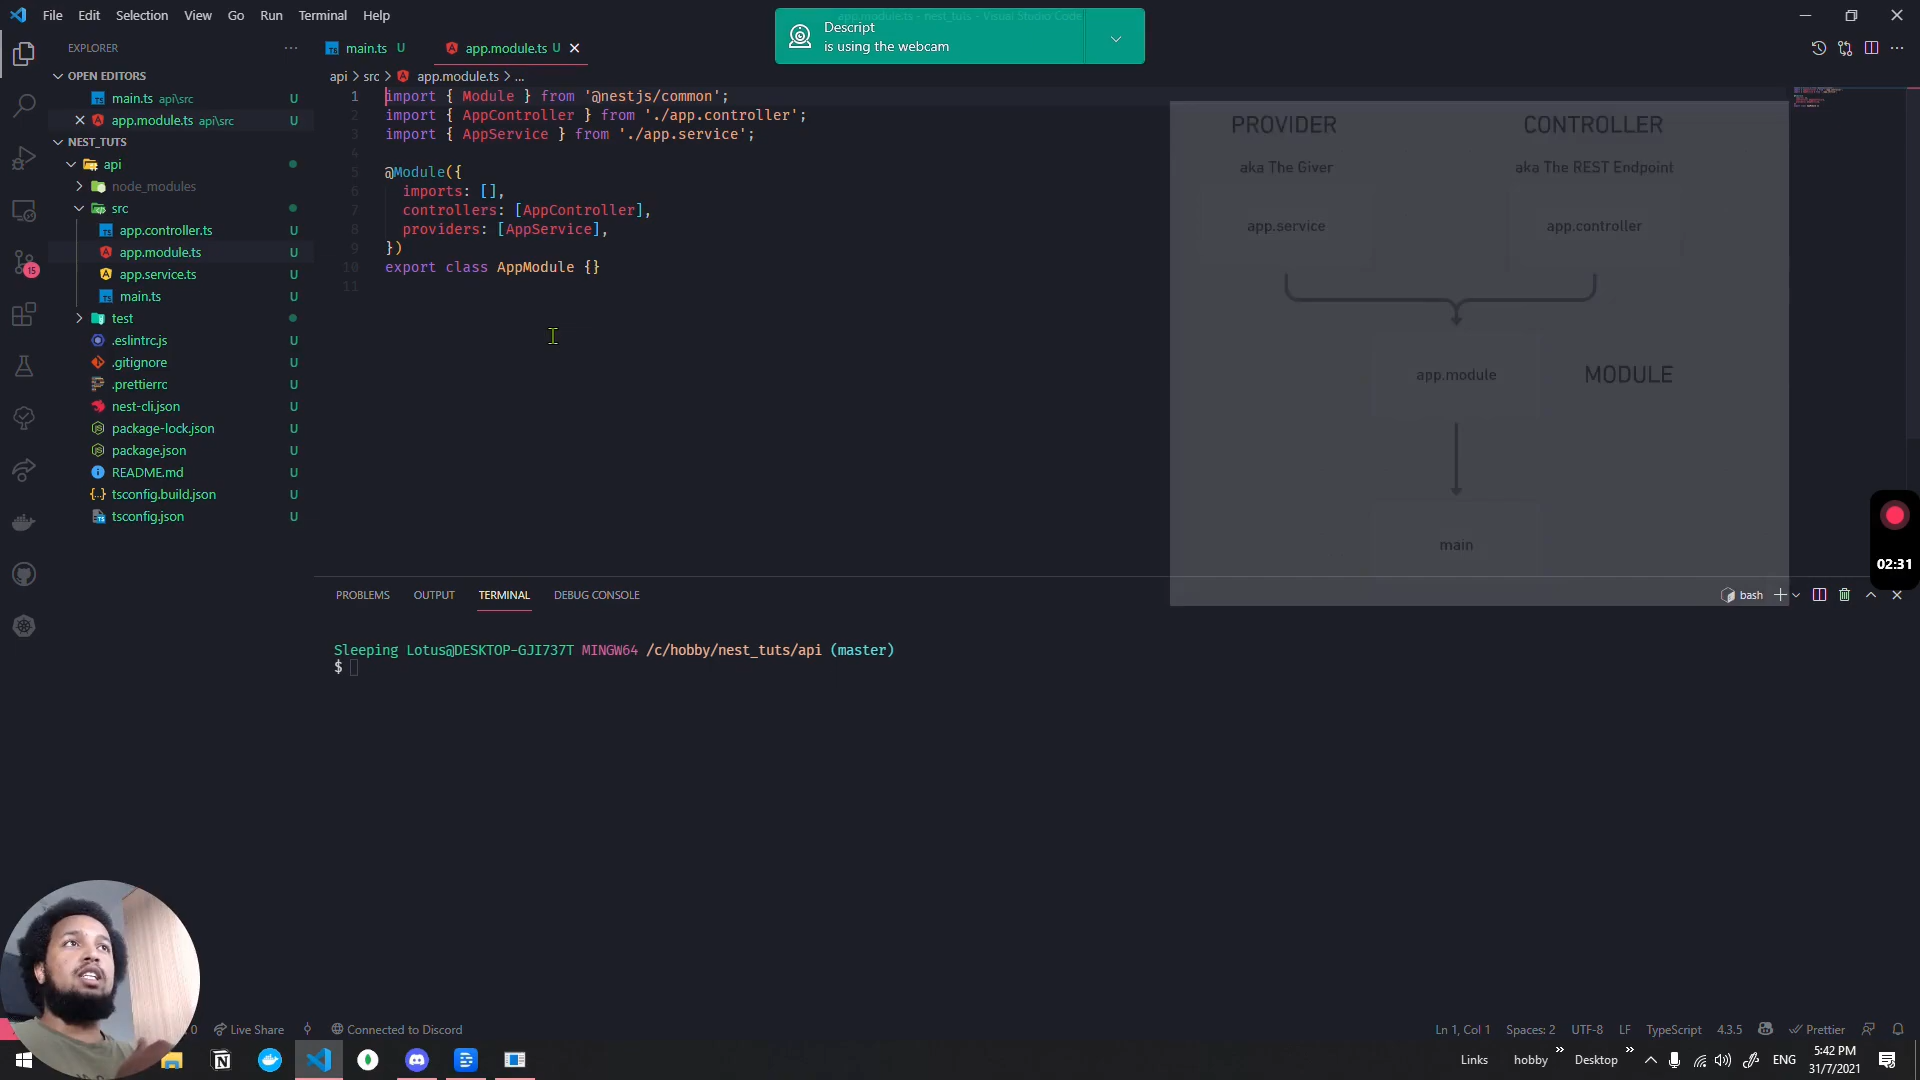 File Edit Selection View Go Run Terminal Help
Descript
is using the webcam
EXPLORER
OPEN EDITORS
main.ts api\src U
app.module.ts api\src U
NEST_TUTS
api
node_modules
src
app.controller.ts U
app.module.ts U
app.service.ts U
main.ts U
test
.eslintrc.js U
.gitignore U
.prettierrc U
nest-cli.json U
package-lock.json U
package.json U
README.md U
tsconfig.build.json U
tsconfig.json U
15
main.ts U
app.module.ts U
api > src > app.module.ts > ...
1 import { Module } from '@nestjs/common';
2 import { AppController } from './app.controller';
3 import { AppService } from './app.service';
4
5 @Module({
6 imports: [],
7 controllers: [AppController],
8 providers: [AppService],
9 })
10 export class AppModule {}
11
PROVIDER
aka The Giver
app.service
CONTROLLER
aka The REST Endpoint
app.controller
app.module
MODULE
main
02:31
PROBLEMS OUTPUT TERMINAL DEBUG CONSOLE
bash
Sleeping Lotus@DESKTOP-GJI737T MINGW64 /c/hobby/nest_tuts/api (master)
$
0 Live Share Connected to Discord
Ln 1, Col 1 Spaces: 2 UTF-8 LF TypeScript 4.3.5 Prettier
Links hobby Desktop ENG
5:42 PM
31/7/2021